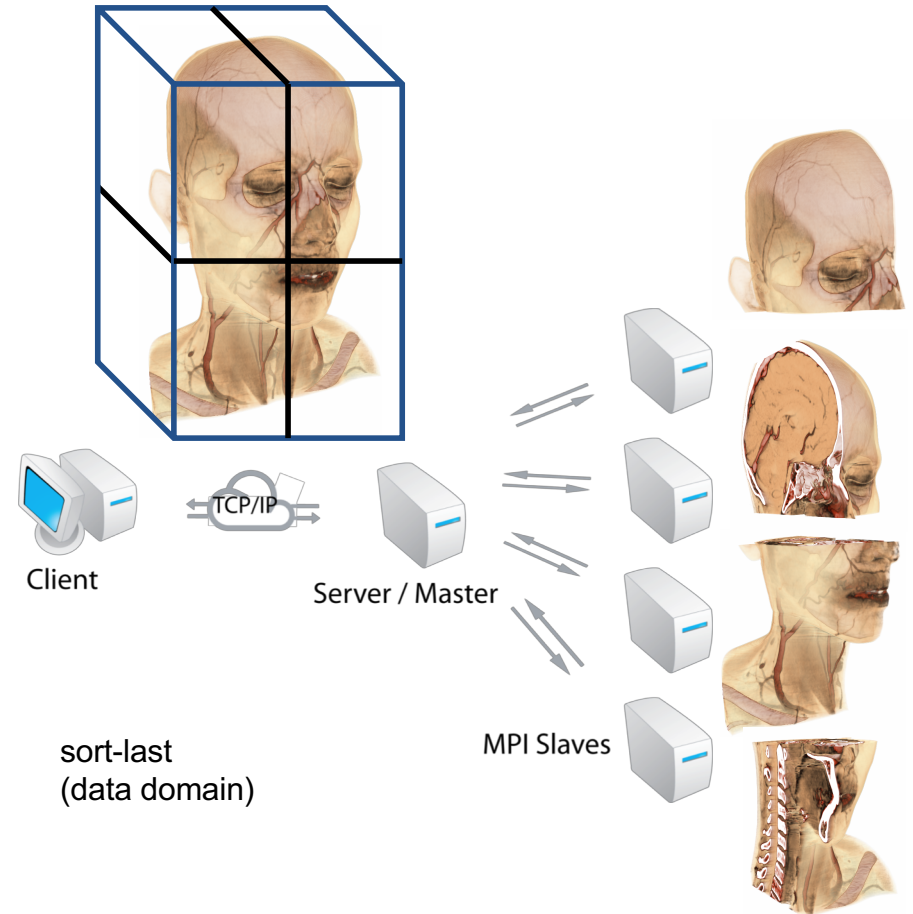 TCP/IP
Client
Server / Master
MPI Slaves
sort-last
(data domain)